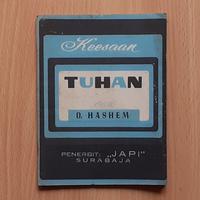 Keesaan
TUHAN
oleh
O. HASHEM
PENERBIT: „JAPI"
SURABAJA